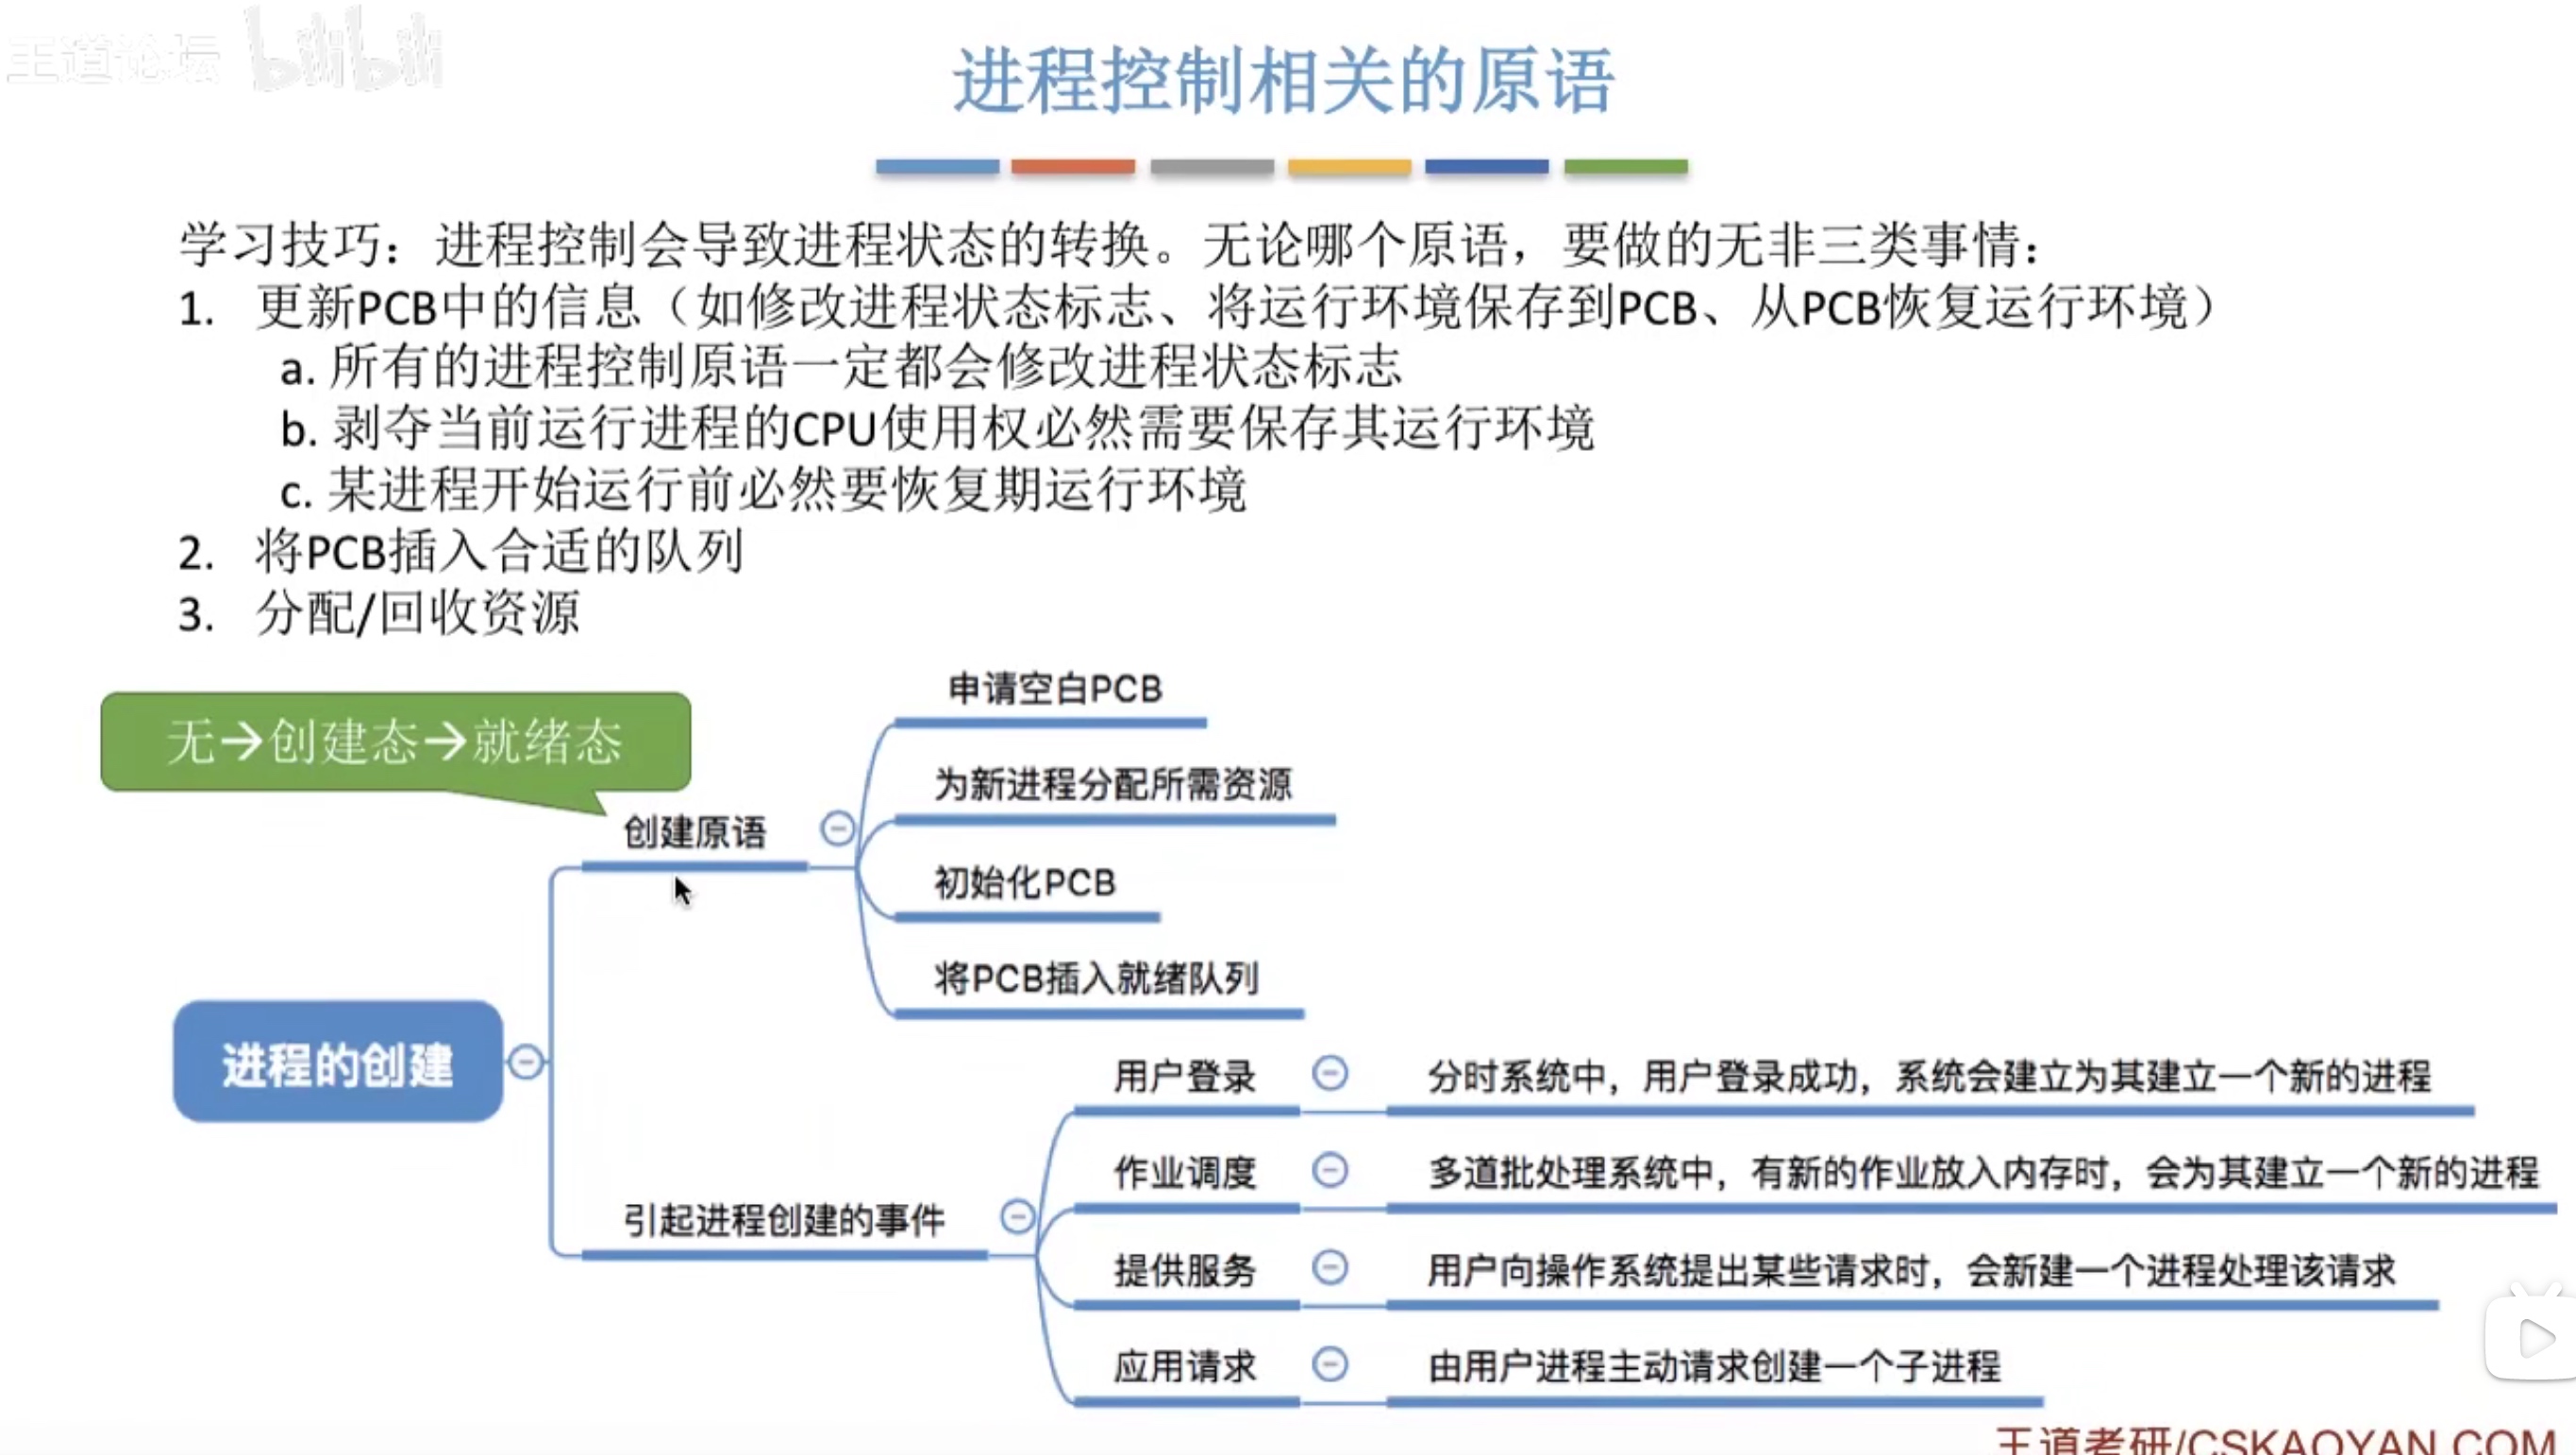 王道论坛 bilibili
进程控制相关的原语
学习技巧：进程控制会导致进程状态的转换。无论哪个原语，要做的无非三类事情：
1. 更新PCB中的信息（如修改进程状态标志、将运行环境保存到PCB、从PCB恢复运行环境）
a. 所有的进程控制原语一定都会修改进程状态标志
b. 剥夺当前运行进程的CPU使用权必然需要保存其运行环境
c. 某进程开始运行前必然要恢复期运行环境
2. 将PCB插入合适的队列
3. 分配/回收资源
无→创建态→就绪态
进程的创建
创建原语
申请空白PCB
为新进程分配所需资源
初始化PCB
将PCB插入就绪队列
引起进程创建的事件
用户登录
分时系统中，用户登录成功，系统会建立为其建立一个新的进程
作业调度
多道批处理系统中，有新的作业放入内存时，会为其建立一个新的进程
提供服务
用户向操作系统提出某些请求时，会新建一个进程处理该请求
应用请求
由用户进程主动请求创建一个子进程
王道考研/CSKAOYAN.COM